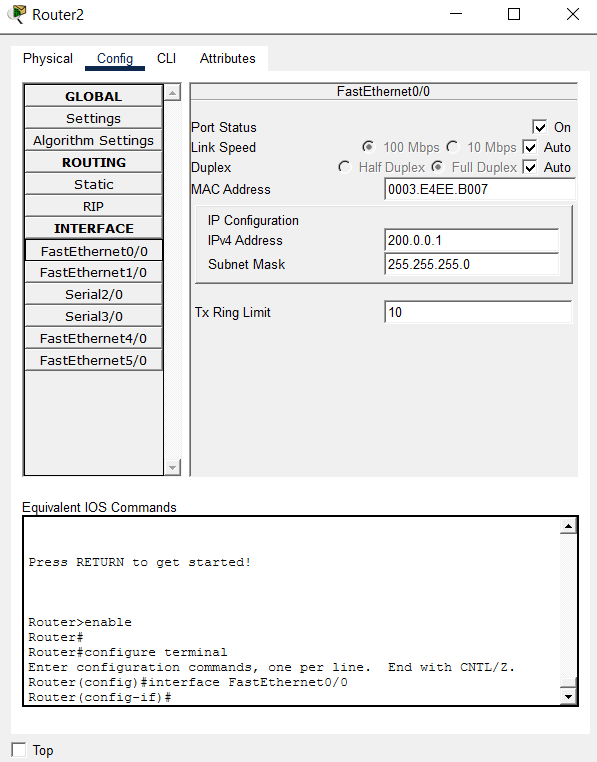 Router2
Physical Config CLI Attributes
GLOBAL
Settings
Algorithm Settings
ROUTING
Static
RIP
INTERFACE
FastEthernet0/0
FastEthernet1/0
Serial2/0
Serial3/0
FastEthernet4/0
FastEthernet5/0
FastEthernet0/0
Port Status On
Link Speed 100 Mbps 10 Mbps Auto
Duplex Half Duplex Full Duplex Auto
MAC Address 0003.E4EE.B007
IP Configuration
IPv4 Address 200.0.0.1
Subnet Mask 255.255.255.0
Tx Ring Limit 10
Equivalent IOS Commands
Press RETURN to get started!
Router>enable
Router#
Router#configure terminal
Enter configuration commands, one per line.  End with CNTL/Z.
Router(config)#interface FastEthernet0/0
Router(config-if)#
Top